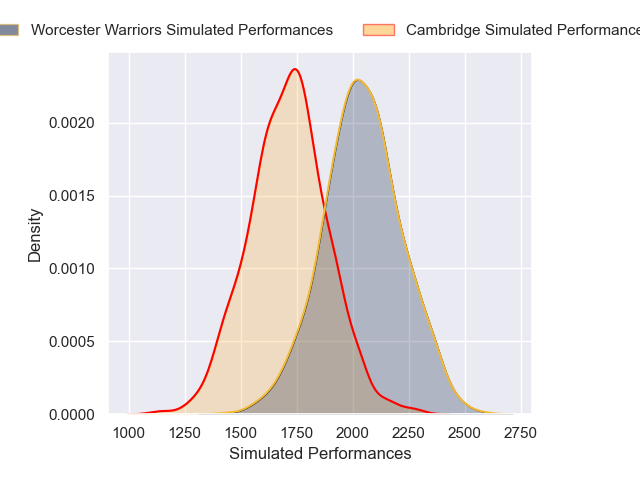 Worcester Warriors Simulated Performances Cambridge Simulated Performance
0.0020
0.0015
0.0010
0.0005
0.0000
Density
1000 1250 1500 1750 2000 2250 2500 2750
Simulated Performances